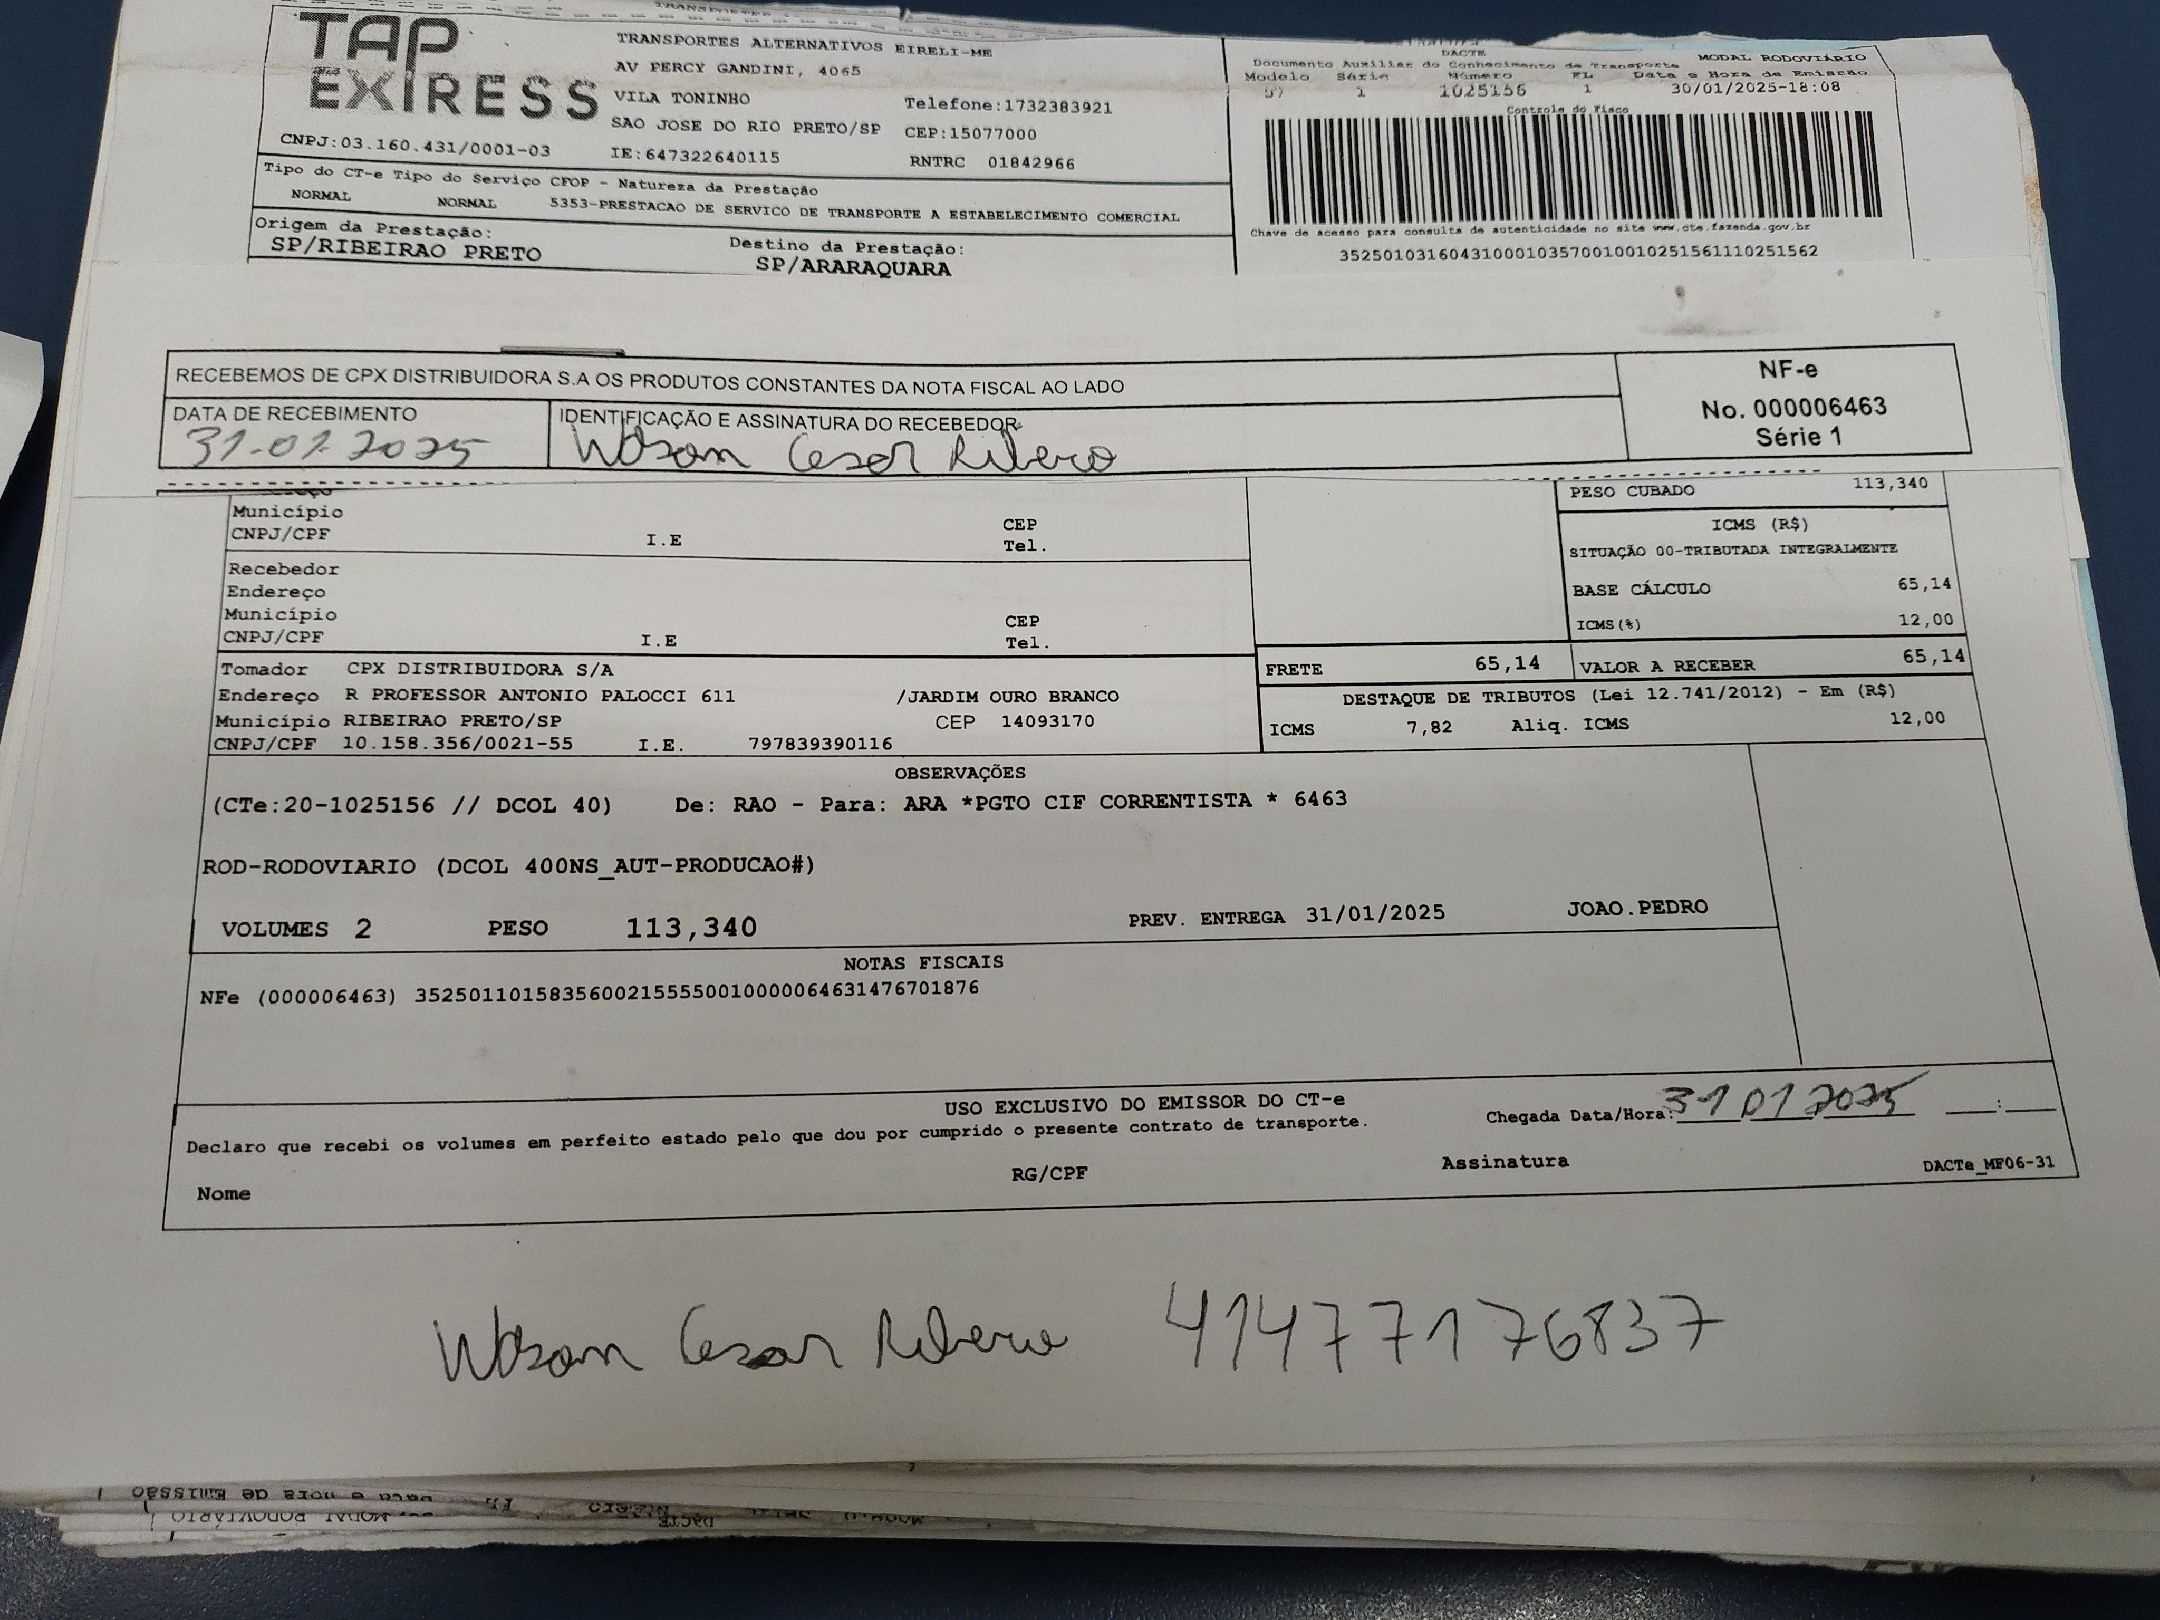 TAP
EXIRESS
TRANSPORTES ALTERNATIVOS EIRELI-ME
AV PERCY GANDINI, 4065
VILA TONINHO Telefone:1732383921
SAO JOSE DO RIO PRETO/SP CEP:15077000
CNPJ:03.160.431/0001-03 IE:647322640115 RNTRC 01842966
Tipo do CT-e Tipo do Serviço CFOP - Natureza da Prestação
NORMAL NORMAL 5353-PRESTACAO DE SERVICO DE TRANSPORTE A ESTABELECIMENTO COMERCIAL
Origem da Prestação: Destino da Prestação:
SP/RIBEIRAO PRETO SP/ARARAQUARA
DACTE MODAL RODOVIÁRIO
Documento Auxiliar do Conhecimento de Transporte
Modelo Série Número FL Data e Hora de Emissão
57 1 1025156 1 30/01/2025-18:08
Controle do Fisco
Chave de acesso para consulta de autenticidade no site www.cte.fazenda.gov.br
35250103160431000103570010010251561110251562
RECEBEMOS DE CPX DISTRIBUIDORA S.A OS PRODUTOS CONSTANTES DA NOTA FISCAL AO LADO
DATA DE RECEBIMENTO IDENTIFICAÇÃO E ASSINATURA DO RECEBEDOR
31-01-2025 Wdson Cesar Ribeiro
NF-e
No. 000006463
Série 1
PESO CUBADO 113,340
Município CEP
CNPJ/CPF I.E Tel.
Recebedor
Endereço
Município CEP
CNPJ/CPF I.E Tel.
ICMS (R$)
SITUAÇÃO 00-TRIBUTADA INTEGRALMENTE
BASE CÁLCULO 65,14
ICMS(%) 12,00
Tomador CPX DISTRIBUIDORA S/A
Endereço R PROFESSOR ANTONIO PALOCCI 611 /JARDIM OURO BRANCO
Município RIBEIRAO PRETO/SP CEP 14093170
CNPJ/CPF 10.158.356/0021-55 I.E. 797839390116
FRETE 65,14 VALOR A RECEBER 65,14
DESTAQUE DE TRIBUTOS (Lei 12.741/2012) - Em (R$)
ICMS 7,82 Aliq. ICMS 12,00
OBSERVAÇÕES
(CTe:20-1025156 // DCOL 40) De: RAO - Para: ARA *PGTO CIF CORRENTISTA * 6463
ROD-RODOVIARIO (DCOL 400NS_AUT-PRODUCAO#)
VOLUMES 2 PESO 113,340 PREV. ENTREGA 31/01/2025 JOAO.PEDRO
NOTAS FISCAIS
NFe (000006463) 35250110158356002155550010000064631476701876
USO EXCLUSIVO DO EMISSOR DO CT-e
Chegada Data/Hora: 31 01 2025 :
Declaro que recebi os volumes em perfeito estado pelo que dou por cumprido o presente contrato de transporte.
Nome RG/CPF Assinatura DACTe_MF06-31
Wdson Cesar Ribeiro 41477176837